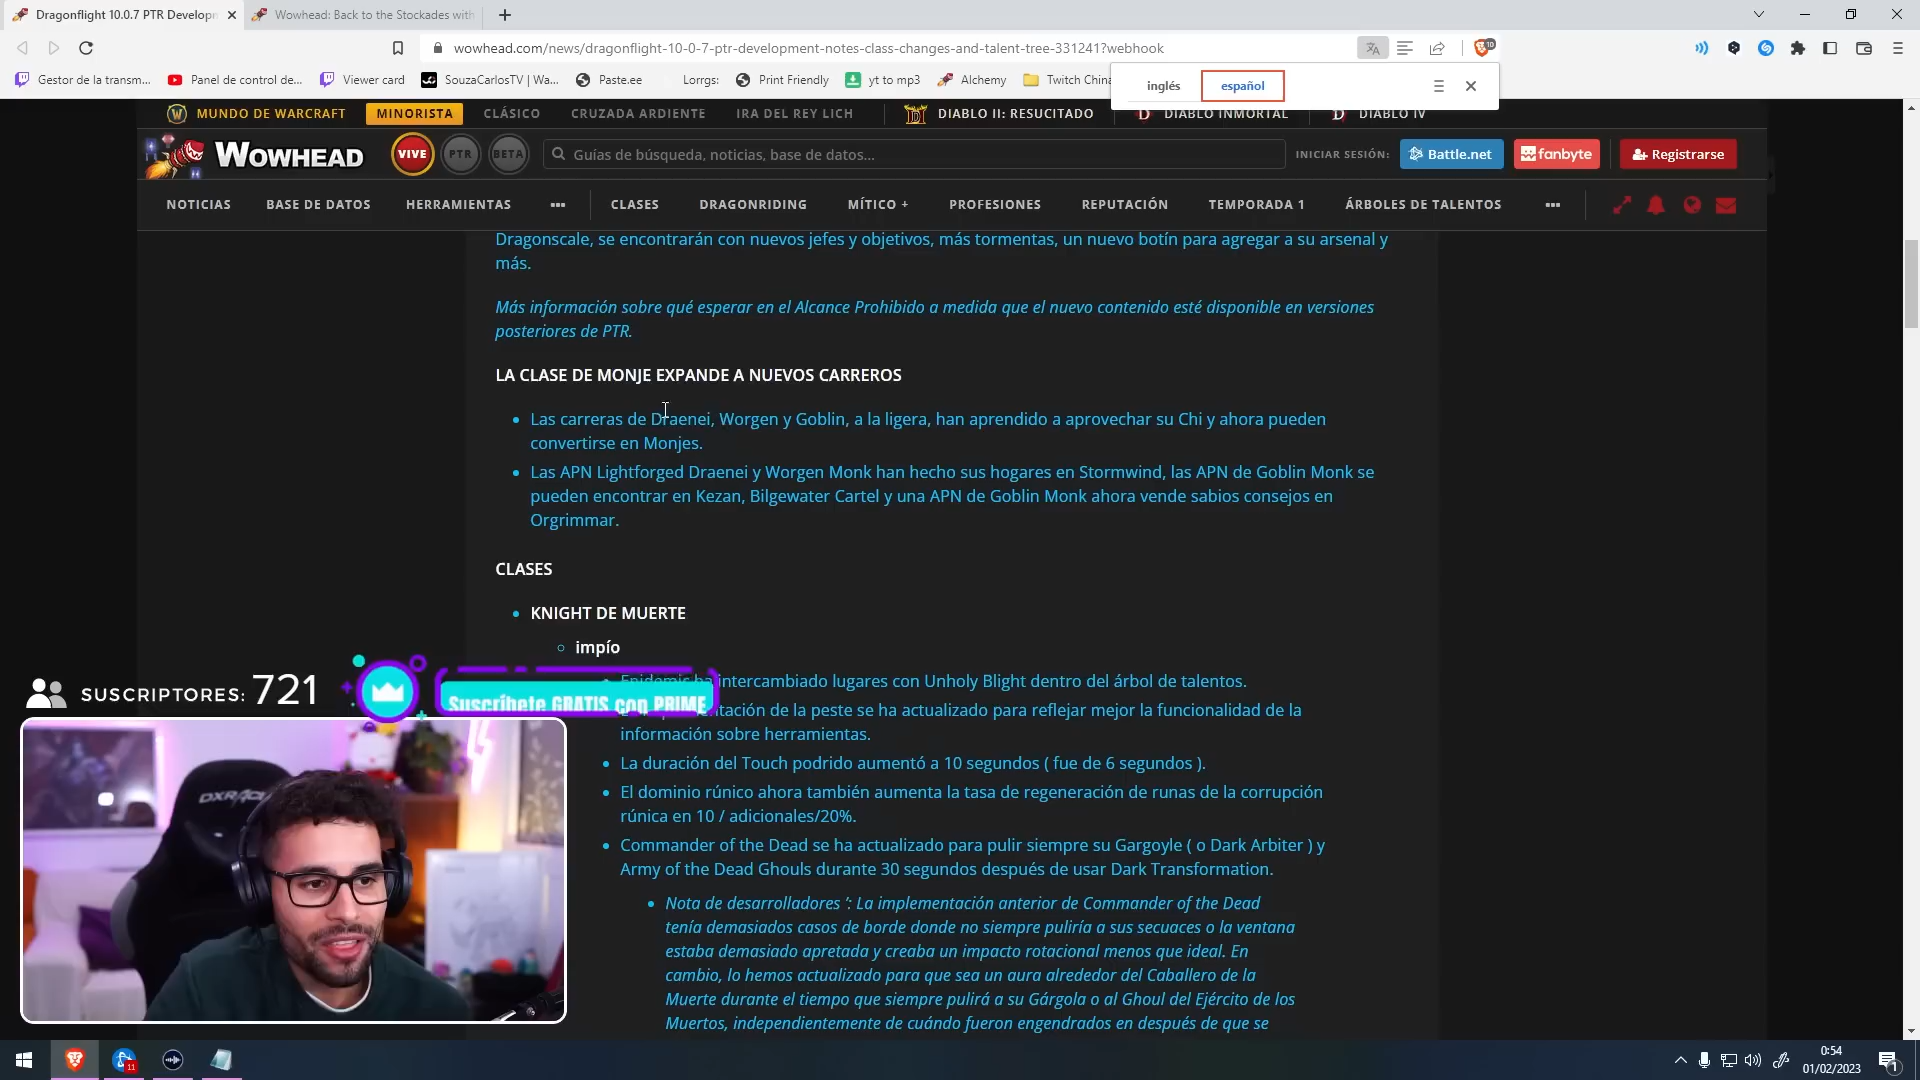 Dragonflight 10.0.7 PTR Develop
Wowhead: Back to the Stockades with
wowhead.com/news/dragonflight-10-0-7-ptr-development-notes-class-changes-and-talent-tree-331241?webhook
10
Gestor de la transm...
Panel de control de...
Viewer card
SouzaCarlosTV | Wa...
Paste.ee
Lorrgs:
Print Friendly
yt to mp3
Alchemy
Twitch China
inglés
español
MUNDO DE WARCRAFT
MINORISTA
CLÁSICO
CRUZADA ARDIENTE
IRA DEL REY LICH
DIABLO II: RESUCITADO
DIABLO INMORTAL
DIABLO IV
WOWHEAD
VIVE
PTR
BETA
Guías de búsqueda, noticias, base de datos...
INICIAR SESIÓN:
Battle.net
fanbyte
Registrarse
NOTICIAS
BASE DE DATOS
HERRAMIENTAS
CLASES
DRAGONRIDING
MÍTICO +
PROFESIONES
REPUTACIÓN
TEMPORADA 1
ÁRBOLES DE TALENTOS
Dragonscale, se encontrarán con nuevos jefes y objetivos, más tormentas, un nuevo botín para agregar a su arsenal y
más.
Más información sobre qué esperar en el Alcance Prohibido a medida que el nuevo contenido esté disponible en versiones
posteriores de PTR.
LA CLASE DE MONJE EXPANDE A NUEVOS CARREROS
Las carreras de Draenei, Worgen y Goblin, a la ligera, han aprendido a aprovechar su Chi y ahora pueden
convertirse en Monjes.
Las APN Lightforged Draenei y Worgen Monk han hecho sus hogares en Stormwind, las APN de Goblin Monk se
pueden encontrar en Kezan, Bilgewater Cartel y una APN de Goblin Monk ahora vende sabios consejos en
Orgrimmar.
CLASES
KNIGHT DE MUERTE
impío
Epidemic ha intercambiado lugares con Unholy Blight dentro del árbol de talentos.
de la peste se ha actualizado para reflejar mejor la funcionalidad de la
información sobre herramientas.
La duración del Touch podrido aumentó a 10 segundos ( fue de 6 segundos ).
El dominio rúnico ahora también aumenta la tasa de regeneración de runas de la corrupción
rúnica en 10 / adicionales/20%.
Commander of the Dead se ha actualizado para pulir siempre su Gargoyle ( o Dark Arbiter ) y
Army of the Dead Ghouls durante 30 segundos después de usar Dark Transformation.
Nota de desarrolladores ’: La implementación anterior de Commander of the Dead
tenía demasiados casos de borde donde no siempre puliría a sus secuaces o la ventana
estaba demasiado apretada y creaba un impacto rotacional menos que ideal. En
cambio, lo hemos actualizado para que sea un aura alrededor del Caballero de la
Muerte durante el tiempo que siempre pulirá a su Gárgola o al Ghoul del Ejército de los
Muertos, independientemente de cuándo fueron engendrados en después de que se
SUSCRIPTORES: 721
Suscríbete GRATIS con PRIME
DXRACER
11
0:54
01/02/2023
1